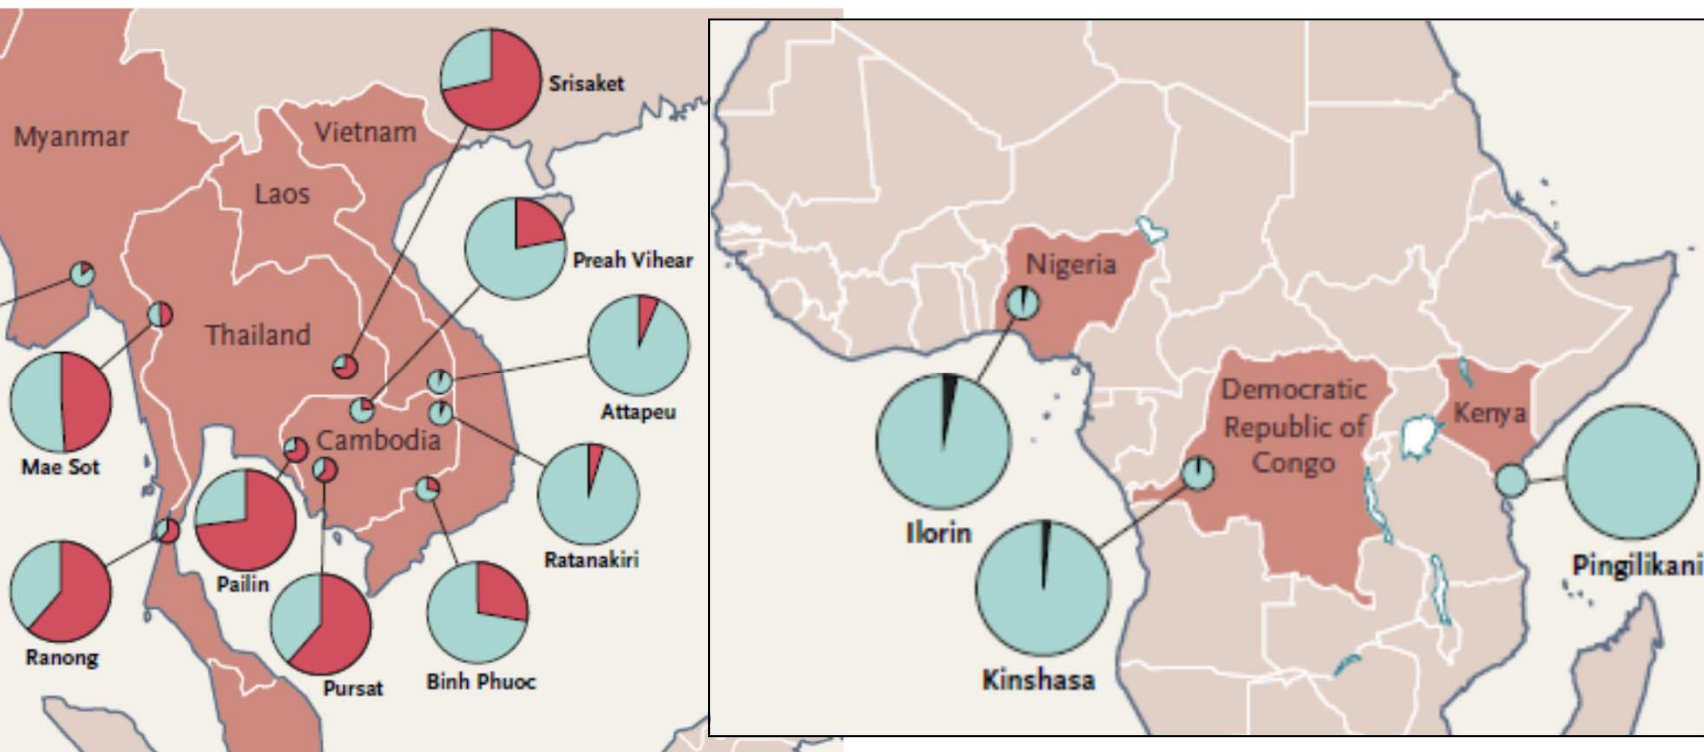 Srisaket
Myanmar
Vietnam
Laos
Preah Vihear
Thailand
Attapeu
Mae Sot
Cambodia
Ratanakiri
Pailin
Ranong
Pursat
Binh Phuoc
Nigeria
Democratic
Republic of
Congo
Kenya
Ilorin
Pingilikani
Kinshasa